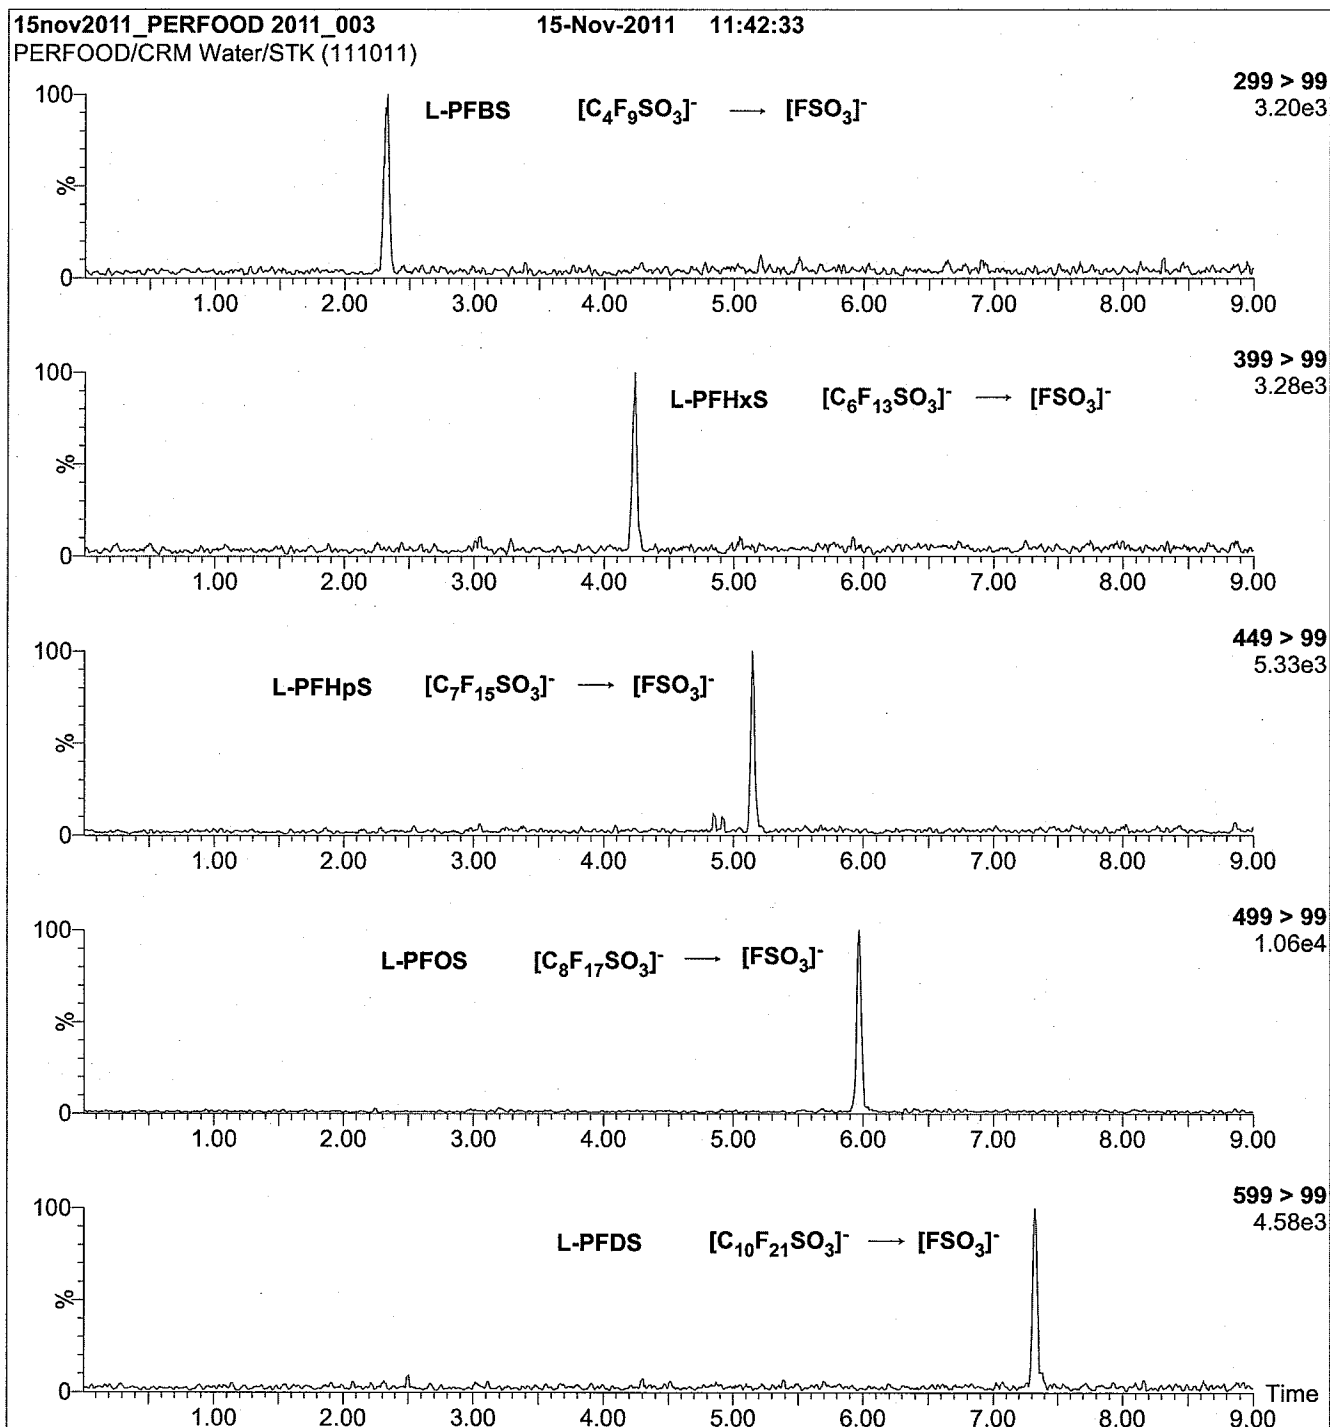 15nov2011_PERFOOD 2011_003 15-Nov-2011 11:42:33
PERFOOD/CRM Water/STK (111011)
299 > 99
3.20e3
100
L-PFBS [C4F9SO3]- → [FSO3]-
%
0
1.00 2.00 3.00 4.00 5.00 6.00 7.00 8.00 9.00
399 > 99
3.28e3
100
L-PFHxS [C6F13SO3]- → [FSO3]-
%
0
1.00 2.00 3.00 4.00 5.00 6.00 7.00 8.00 9.00
449 > 99
5.33e3
100
L-PFHpS [C7F15SO3]- → [FSO3]-
%
0
1.00 2.00 3.00 4.00 5.00 6.00 7.00 8.00 9.00
499 > 99
1.06e4
100
L-PFOS [C8F17SO3]- → [FSO3]-
%
0
1.00 2.00 3.00 4.00 5.00 6.00 7.00 8.00 9.00
599 > 99
4.58e3
100
L-PFDS [C10F21SO3]- → [FSO3]-
%
0
1.00 2.00 3.00 4.00 5.00 6.00 7.00 8.00 9.00 Time